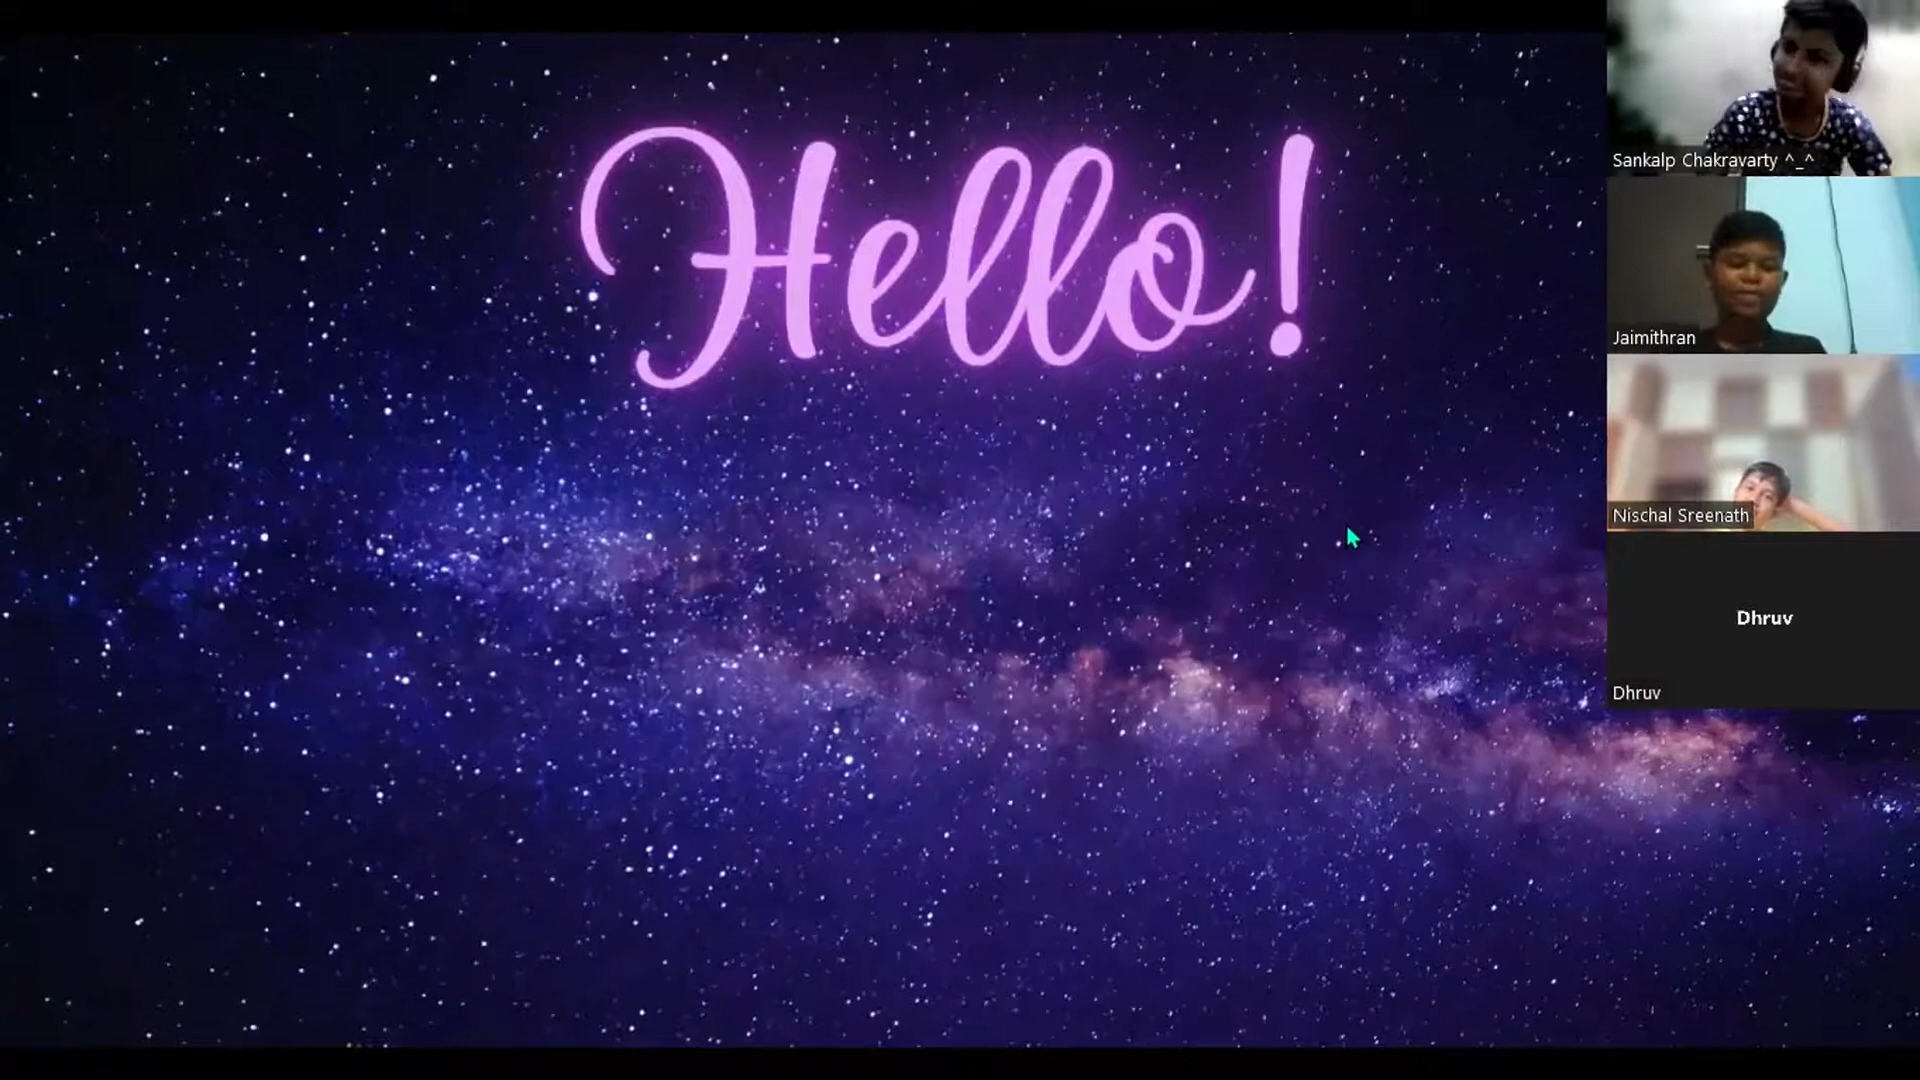 Hello!
Sankalp Chakravarty ^_^
Jaimithran
Nischal Sreenath
Dhruv
Dhruv